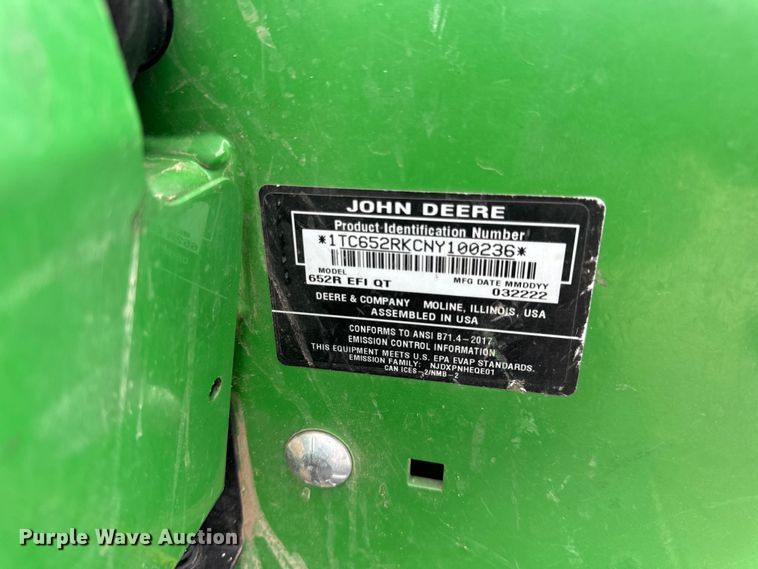 JOHN DEERE
Product Identification Number
*1TC652RKCNY100236*
MODEL
MFG DATE MMDDYY
652R EFI QT
032222
DEERE & COMPANY MOLINE, ILLINOIS, USA
ASSEMBLED IN USA
CONFORMS TO ANSI B71.4-2017
EMISSION CONTROL INFORMATION
THIS EQUIPMENT MEETS U.S. EPA EVAP STANDARDS.
EMISSION FAMILY: NJDXPNHEQE01
CAN ICES-2/NMB-2
Purple Wave Auction